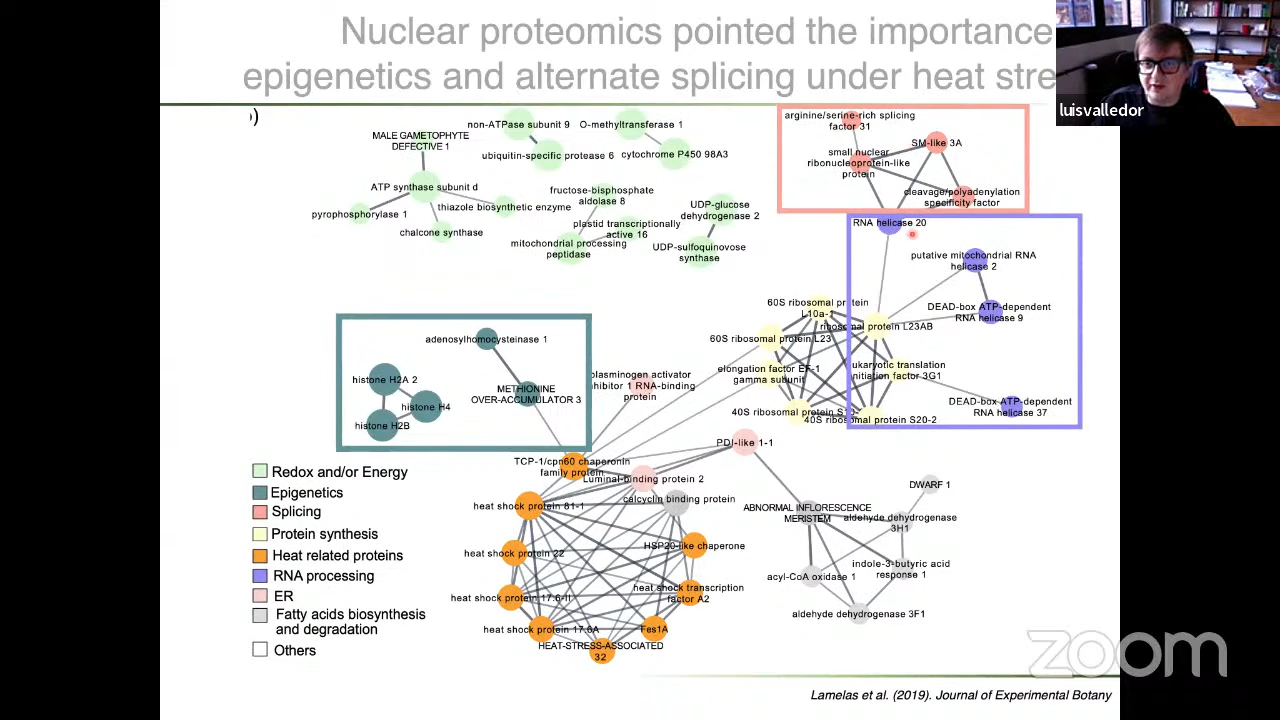 Nuclear proteomics pointed the importance
epigenetics and alternate splicing under heat stre
luisvalledor
)
non-ATPase subunit 9
O-methyltransferase 1
MALE GAMETOPHYTE
DEFECTIVE 1
ubiquitin-specific protease 6
cytochrome P450 98A3
ATP synthase subunit d
pyrophosphorylase 1
thiazole biosynthetic enzyme
chalcone synthase
fructose-bisphosphate
aldolase 8
plastid transcriptionally
active 16
mitochondrial processing
peptidase
UDP-glucose
dehydrogenase 2
UDP-sulfoquinovose
synthase
arginine/serine-rich splicing
factor 31
SM-like 3A
small nuclear
ribonucleoprotein-like
protein
cleavage/polyadenylation
specificity factor
RNA helicase 20
putative mitochondrial RNA
helicase 2
DEAD-box ATP-dependent
RNA helicase 9
60S ribosomal protein
L10a-1
ribosomal protein L23AB
60S ribosomal protein L23
elongation factor EF-1
gamma subunit
ukaryotic translation
initiation factor 3G1
40S ribosomal protein S10-
40S ribosomal protein S20-2
DEAD-box ATP-dependent
RNA helicase 37
adenosylhomocysteinase 1
histone H2A 2
METHIONINE
OVER-ACCUMULATOR 3
histone H4
histone H2B
plasminogen activator
nhibitor 1 RNA-binding
protein
TCP-1/cpn60 chaperonin
family protein
PDI-like 1-1
Luminal-binding protein 2
calcyclin binding protein
heat shock protein 81-1
heat shock protein 22
HSP20-like chaperone
heat shock protein 17.6-II
heat shock transcription
factor A2
heat shock protein 17.6A
Fes1A
HEAT-STRESS-ASSOCIATED
32
DWARF 1
ABNORMAL INFLORESCENCE
MERISTEM
aldehyde dehydrogenase
3H1
acyl-CoA oxidase 1
indole-3-butyric acid
response 1
aldehyde dehydrogenase 3F1
Redox and/or Energy
Epigenetics
Splicing
Protein synthesis
Heat related proteins
RNA processing
ER
Fatty acids biosynthesis
and degradation
Others
zoom
Lamelas et al. (2019). Journal of Experimental Botany